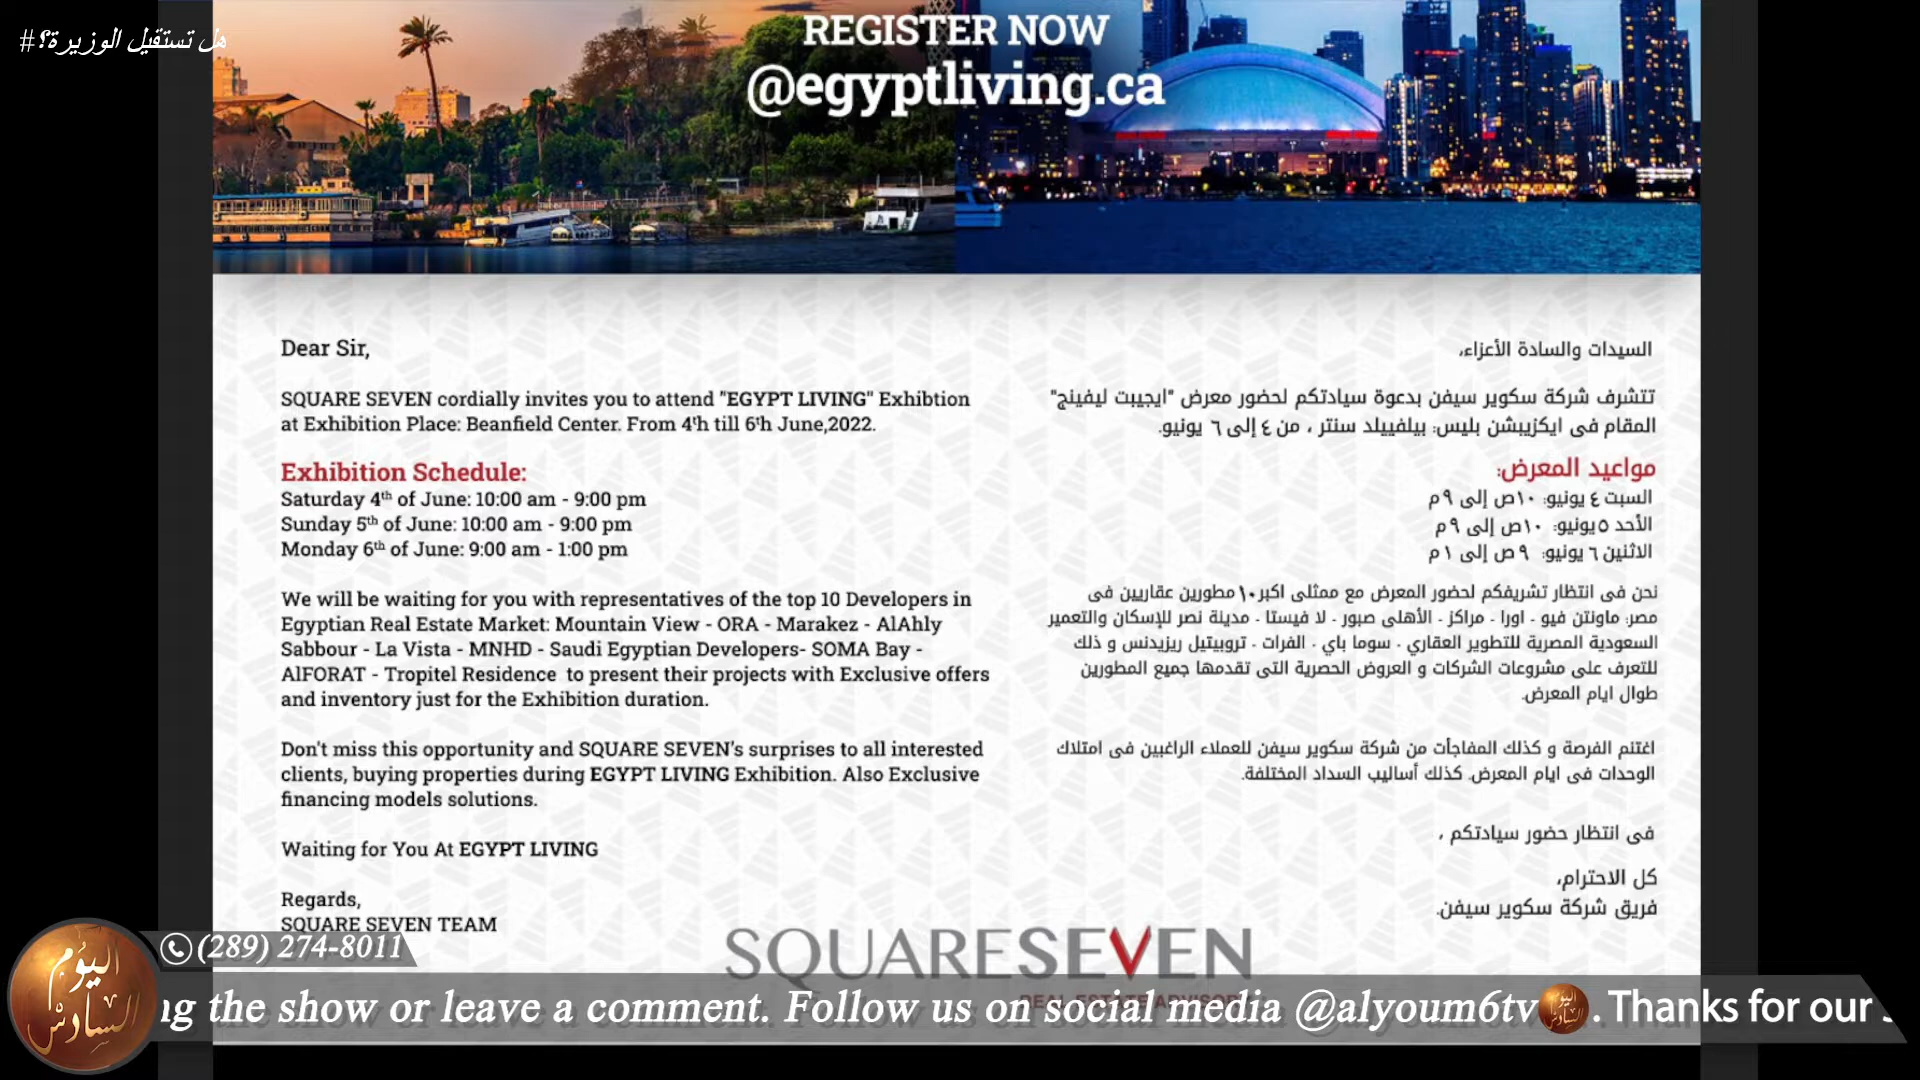 #هل تستقيل الوزيرة؟
REGISTER NOW
@egyptliving.ca
Dear Sir,
SQUARE SEVEN cordially invites you to attend "EGYPT LIVING" Exhibtion
at Exhibition Place: Beanfield Center. From 4th till 6th June,2022.
Exhibition Schedule:
Saturday 4th of June: 10:00 am - 9:00 pm
Sunday 5th of June: 10:00 am - 9:00 pm
Monday 6th of June: 9:00 am - 1:00 pm
We will be waiting for you with representatives of the top 10 Developers in
Egyptian Real Estate Market: Mountain View - ORA - Marakez - AlAhly
Sabbour - La Vista - MNHD - Saudi Egyptian Developers- SOMA Bay -
AlFORAT - Tropitel Residence to present their projects with Exclusive offers
and inventory just for the Exhibition duration.
Don't miss this opportunity and SQUARE SEVEN's surprises to all interested
clients, buying properties during EGYPT LIVING Exhibition. Also Exclusive
financing models solutions.
Waiting for You At EGYPT LIVING
Regards,
SQUARE SEVEN TEAM
السيدات والسادة الأعزاء،
تتشرف شركة سكوير سيفن بدعوة سيادتكم لحضور معرض "ايجيبت ليفينج"
المقام فى ايكزيبشن بليس: بيلفييلد سنتر ، من ٤ إلى ٦ يونيو.
مواعيد المعرض:
السبت ٤ يونيو: ١٠ص إلى ٩ م
الأحد ٥ يونيو: ١٠ص إلى ٩ م
الاثنين ٦ يونيو: ٩ ص إلى ١ م
نحن فى انتظار تشريفكم لحضور المعرض مع ممثلى اكبر١٠ مطورين عقاريين فى
مصر: ماونتن فيو - اورا - مراكز - الأهلى صبور - لا فيستا - مدينة نصر للإسكان والتعمير
السعودية المصرية للتطوير العقاري - سوما باي - الفرات - تروبيتيل ريزيدنس و ذلك
للتعرف على مشروعات الشركات و العروض الحصرية التى تقدمها جميع المطورين
طوال ايام المعرض.
اغتنم الفرصة و كذلك المفاجأت من شركة سكوير سيفن للعملاء الراغبين فى امتلاك
الوحدات فى ايام المعرض. كذلك أساليب السداد المختلفة.
فى انتظار حضور سيادتكم ،
كل الاحترام،
فريق شركة سكوير سيفن.
SQUARESEVEN
REAL ESTATE ADVISORY
(289) 274-8011
اليوم السادس
ng the show or leave a comment. Follow us on social media @alyoum6tv . Thanks for our